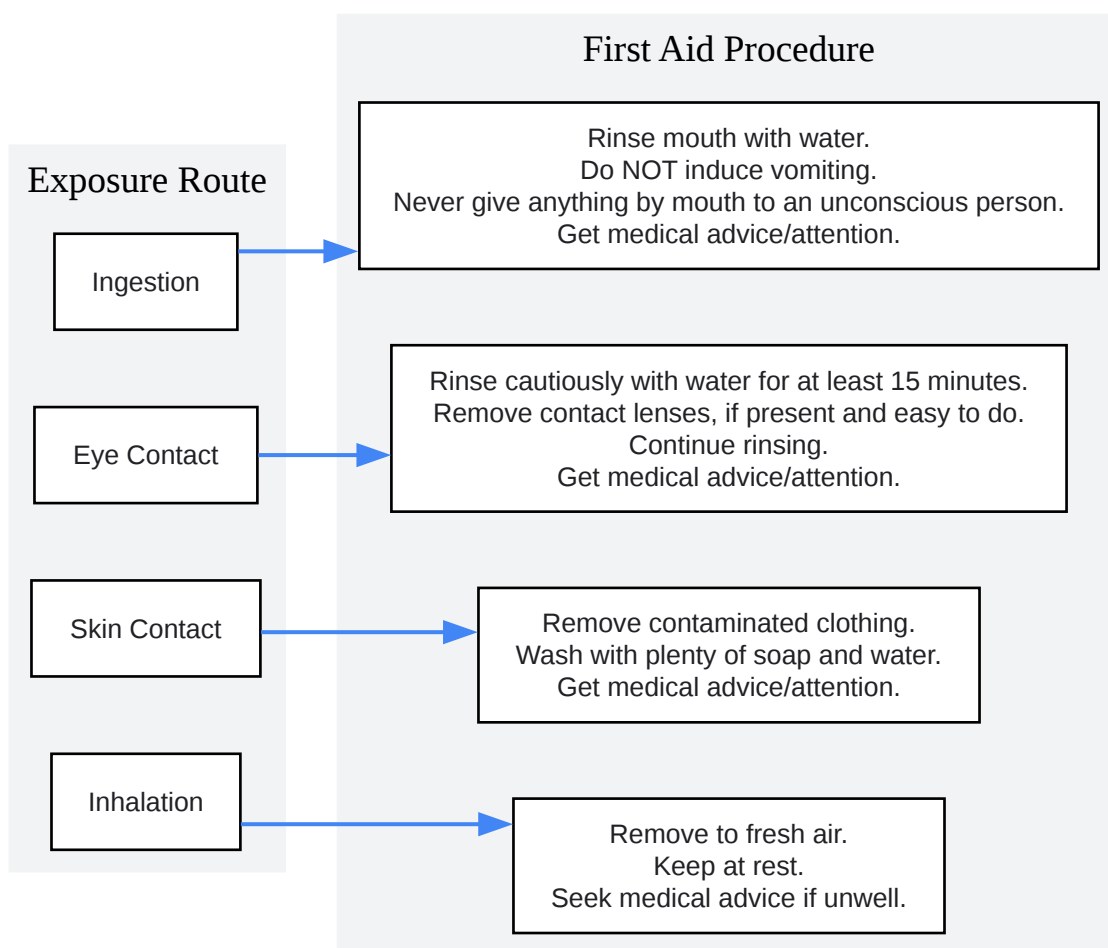 First Aid Procedure
Exposure Route
Ingestion
Rinse mouth with water.
Do NOT induce vomiting.
Never give anything by mouth to an unconscious person.
Get medical advice/attention.
Eye Contact
Rinse cautiously with water for at least 15 minutes.
Remove contact lenses, if present and easy to do.
Continue rinsing.
Get medical advice/attention.
Skin Contact
Remove contaminated clothing.
Wash with plenty of soap and water.
Get medical advice/attention.
Inhalation
Remove to fresh air.
Keep at rest.
Seek medical advice if unwell.